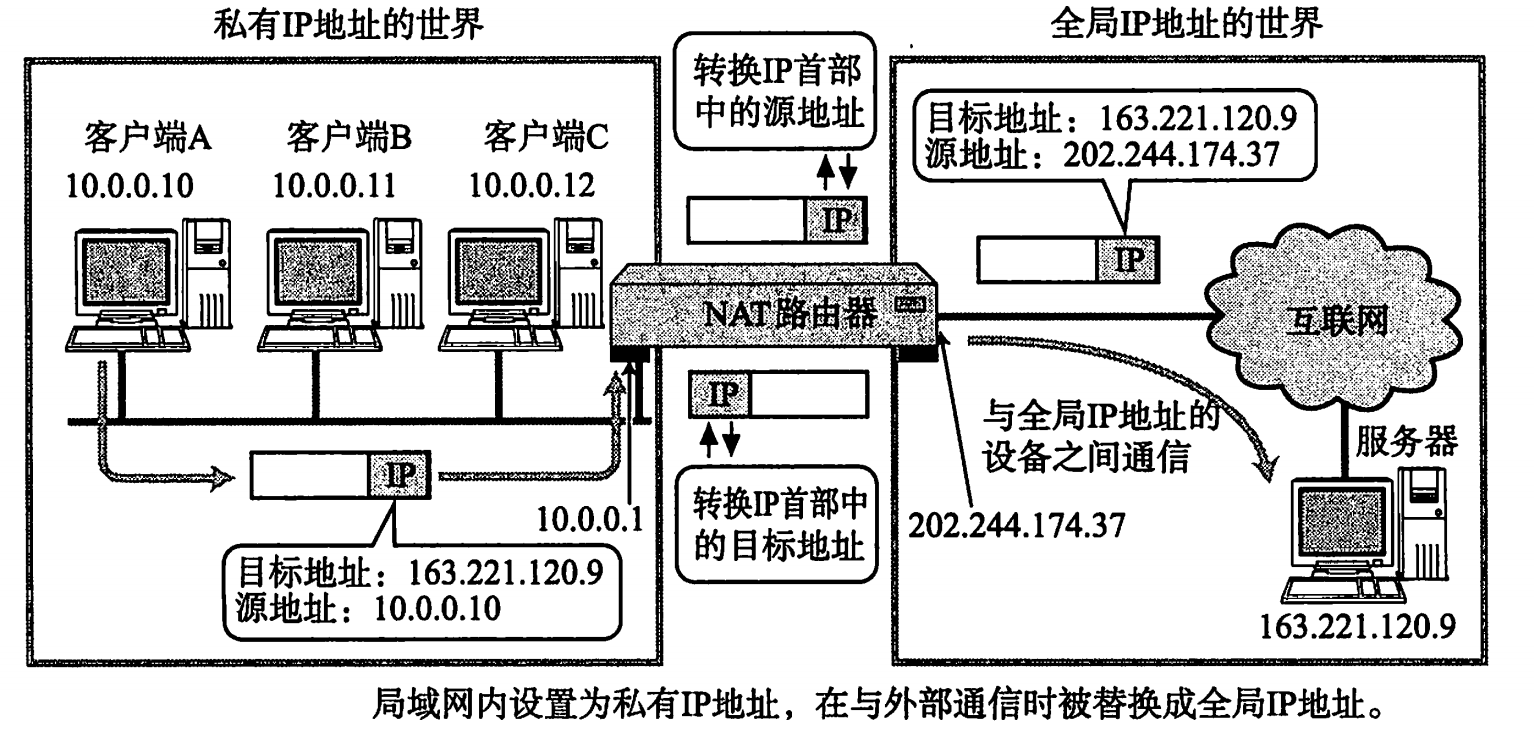 私有IP地址的世界
全局IP地址的世界
转换IP首部
中的源地址
目标地址：163.221.120.9
源地址：202.244.174.37
客户端A
客户端B
客户端C
10.0.0.10
10.0.0.11
10.0.0.12
IP
IP
NAT路由器
互联网
IP
与全局IP地址的
设备之间通信
服务器
IP
10.0.0.1
转换IP首部中
的目标地址
202.244.174.37
目标地址：163.221.120.9
源地址：10.0.0.10
163.221.120.9
局域网内设置为私有IP地址，在与外部通信时被替换成全局IP地址。